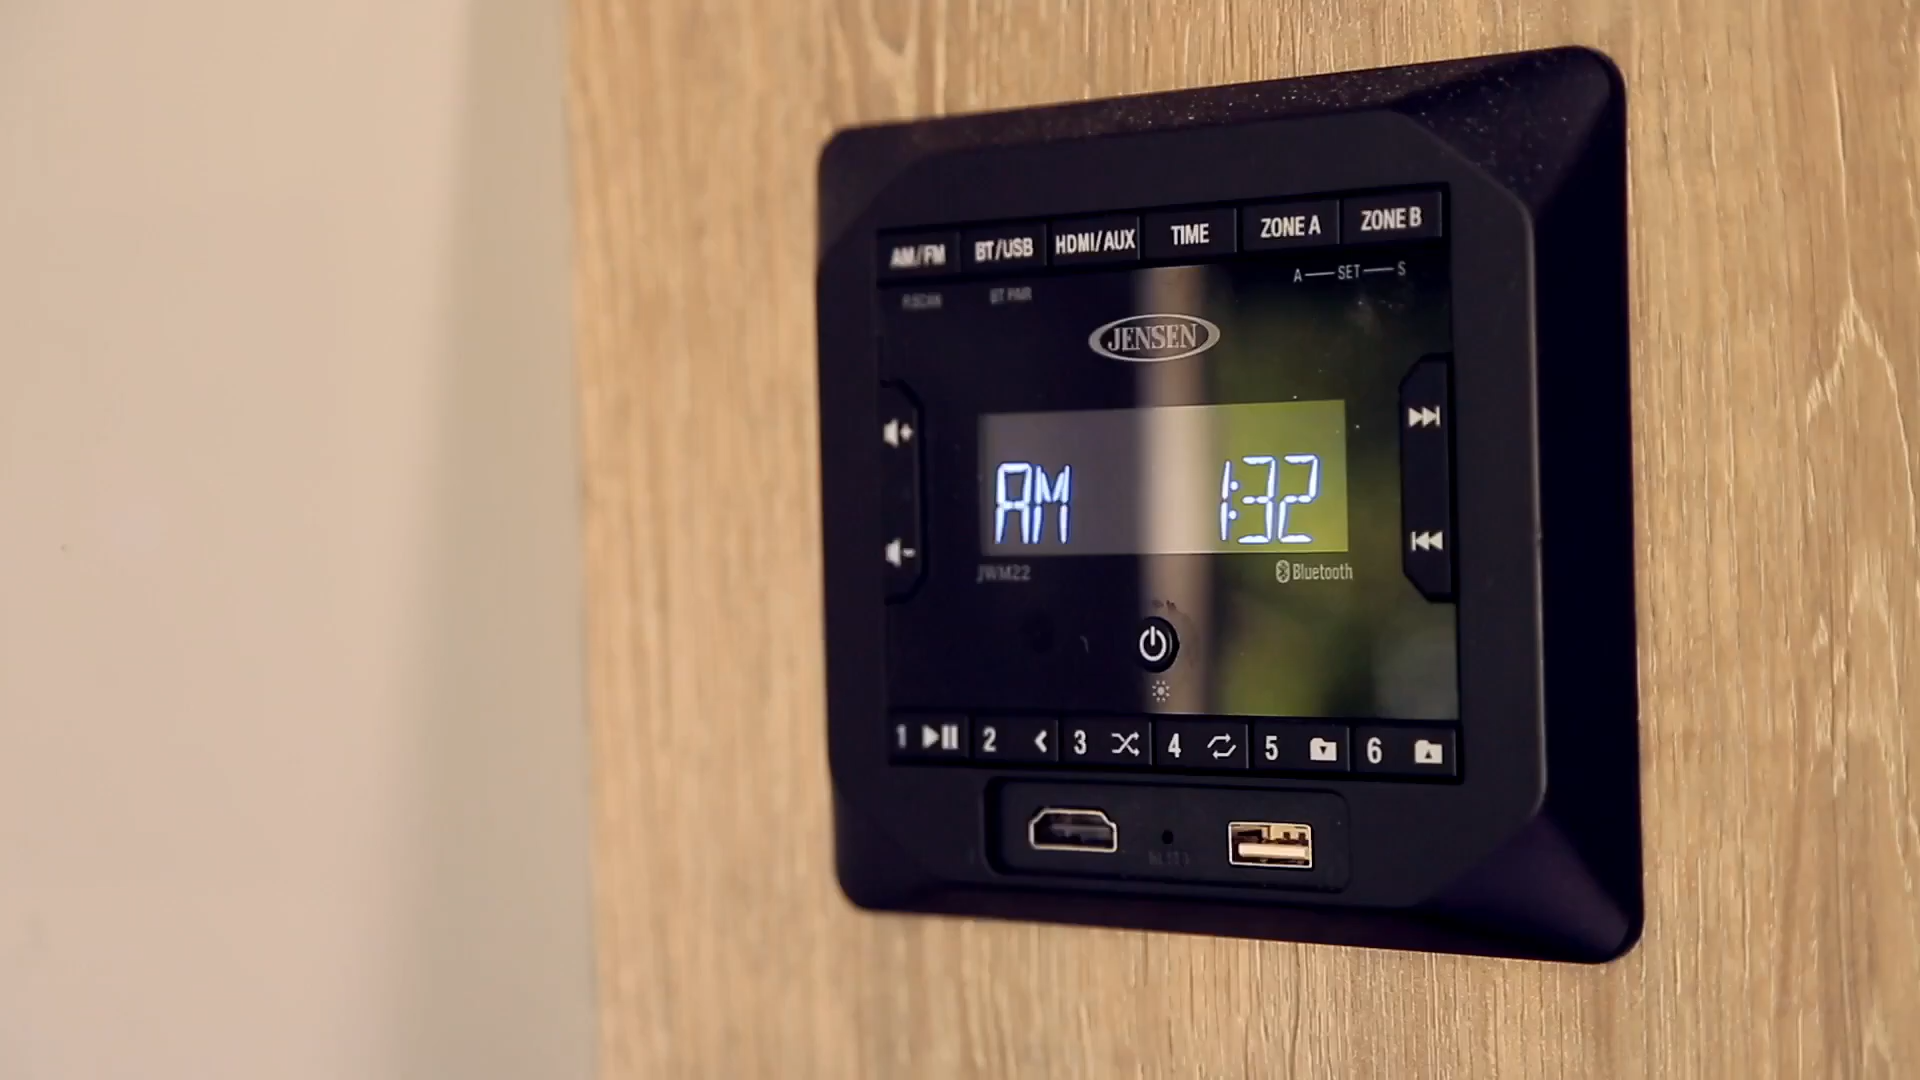 AM/FM BT/USB HDMI/AUX TIME ZONE A ZONE B
P.SCAN BT PAIR A SET S
JENSEN
AM 1:32
JWM22 Bluetooth
1 2 3 4 5 6